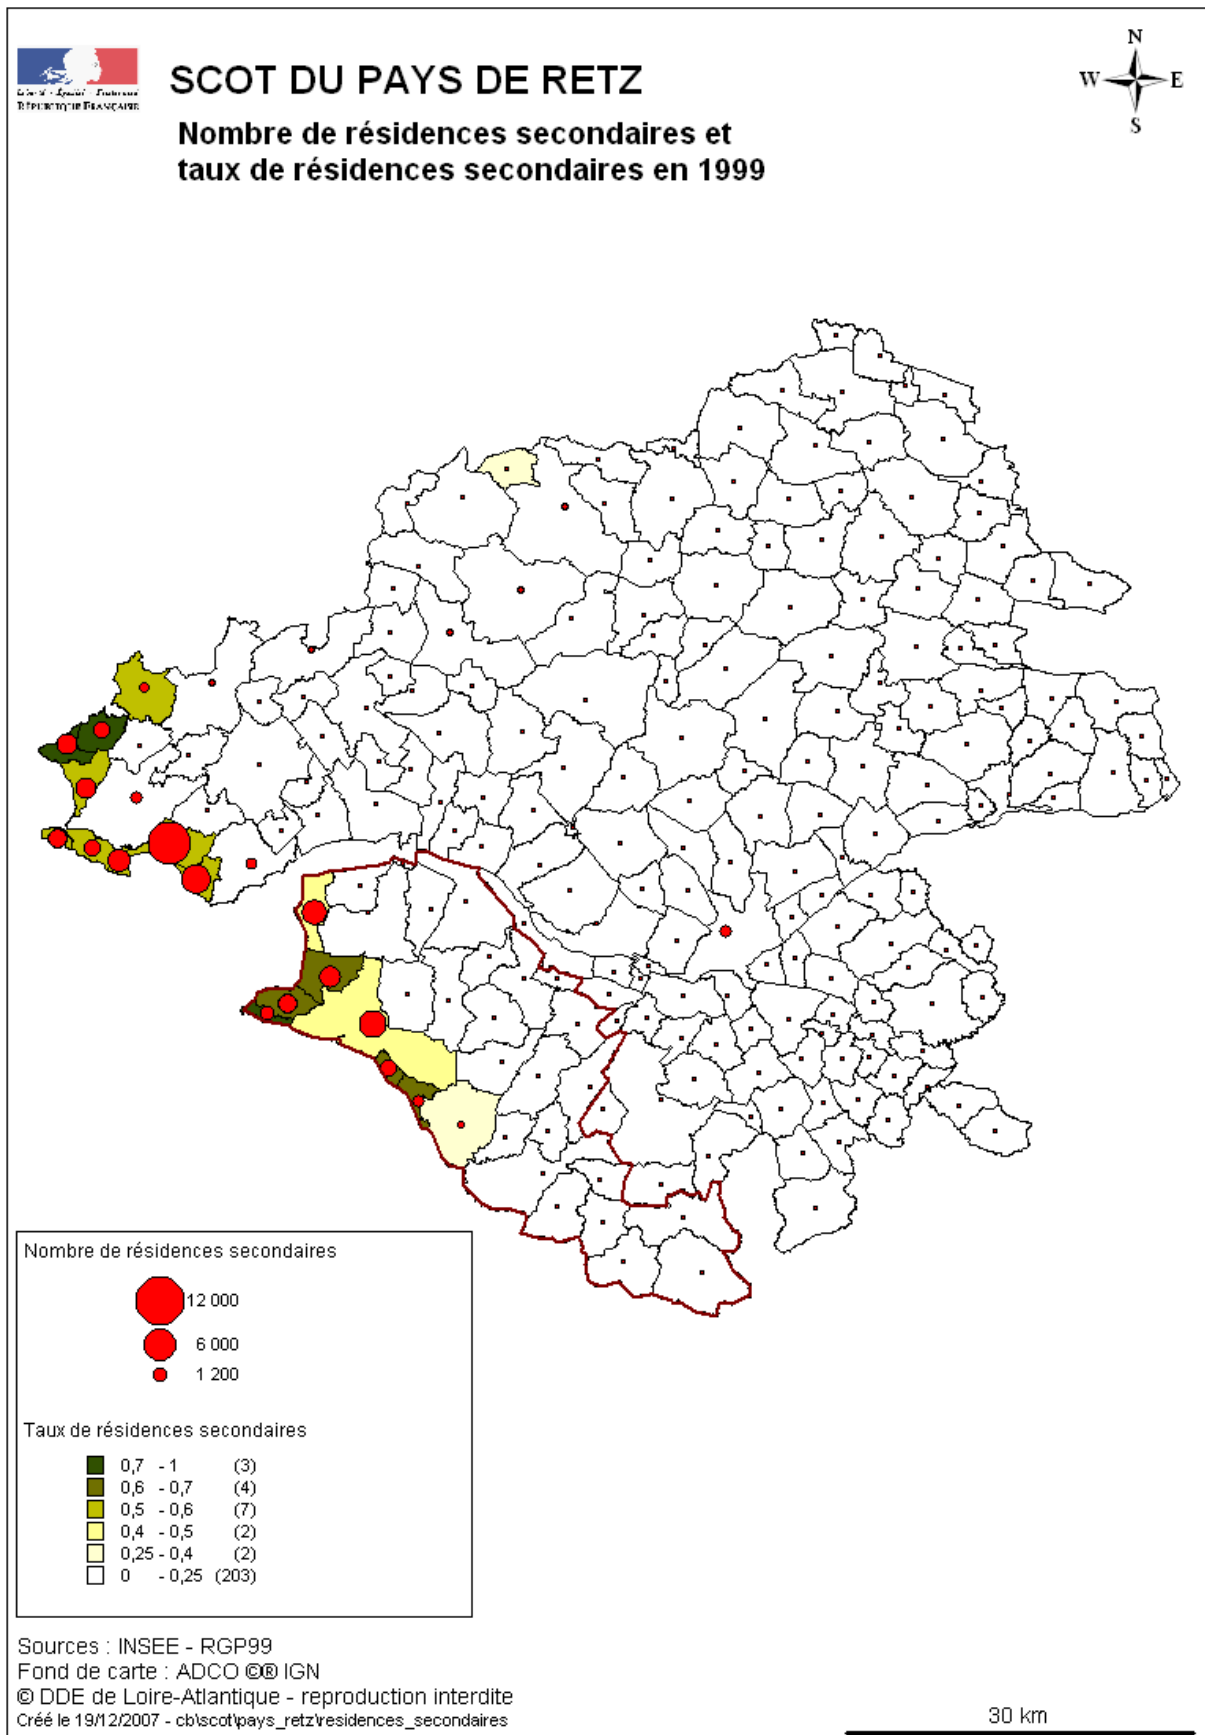 SCOT DU PAYS DE RETZ
Nombre de résidences secondaires et
taux de résidences secondaires en 1999
N
W E
S
RÉPUBLIQUE FRANÇAISE
Nombre de résidences secondaires
12 000
6 000
1 200
Taux de résidences secondaires
0,7 - 1 (3)
0,6 - 0,7 (4)
0,5 - 0,6 (7)
0,4 - 0,5 (2)
0,25 - 0,4 (2)
0 - 0,25 (203)
Sources : INSEE - RGP99
Fond de carte : ADCO ©® IGN
© DDE de Loire-Atlantique - reproduction interdite
Créé le 19/12/2007 - cb\scot\pays_retz\residences_secondaires
30 km